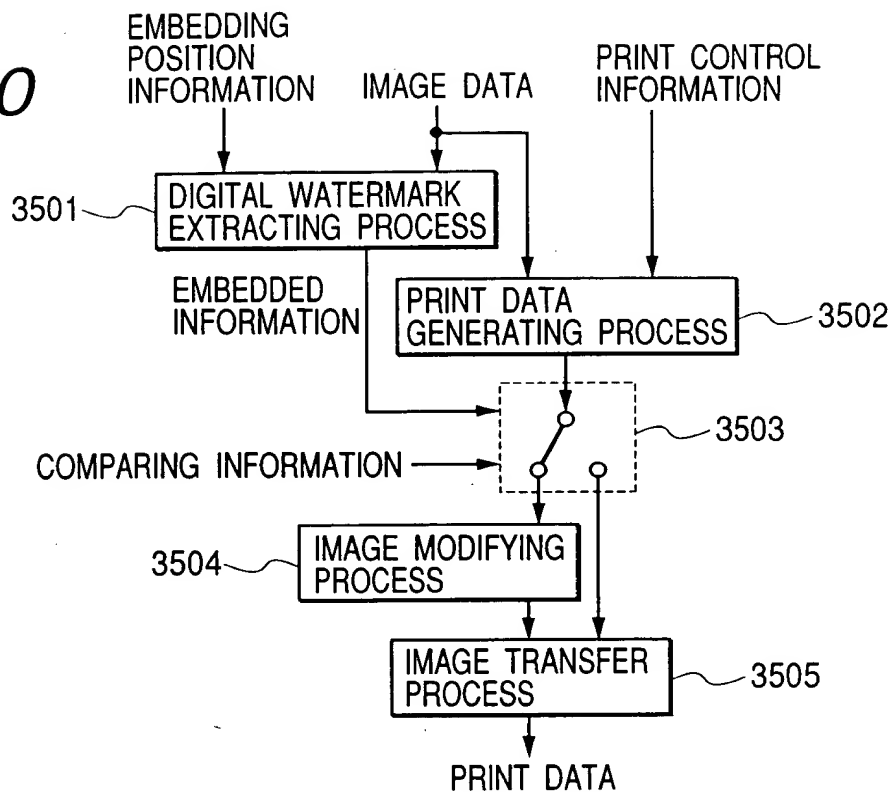 EMBEDDING
POSITION
INFORMATION
IMAGE DATA
PRINT CONTROL
INFORMATION
0
3501
DIGITAL WATERMARK
EXTRACTING PROCESS
EMBEDDED
INFORMATION
PRINT DATA
GENERATING PROCESS
3502
3503
COMPARING INFORMATION
3504
IMAGE MODIFYING
PROCESS
IMAGE TRANSFER
PROCESS
3505
PRINT DATA